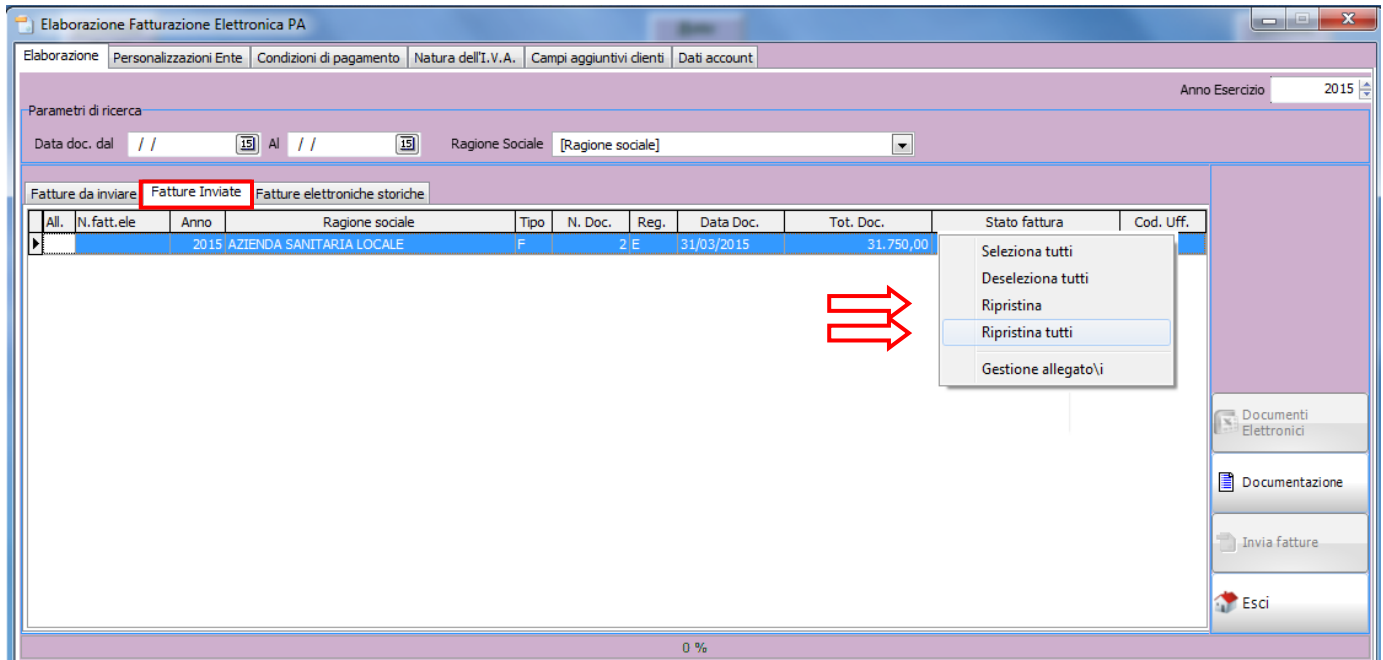 Elaborazione Fatturazione Elettronica PA
Elaborazione Personalizzazioni Ente Condizioni di pagamento Natura dell'I.V.A. Campi aggiuntivi clienti Dati account
Anno Esercizio 2015
Parametri di ricerca
Data doc. dal / / 15 Al / / 15 Ragione Sociale [Ragione sociale]
Fatture da inviare Fatture Inviate Fatture elettroniche storiche
All. N.fatt.ele Anno Ragione sociale Tipo N. Doc. Reg. Data Doc. Tot. Doc. Stato fattura Cod. Uff.
2015 AZIENDA SANITARIA LOCALE F 2 E 31/03/2015 31.750,00
Seleziona tutti
Deseleziona tutti
Ripristina
Ripristina tutti
Gestione allegato\i
Documenti
Elettronici
Documentazione
Invia fatture
Esci
0 %